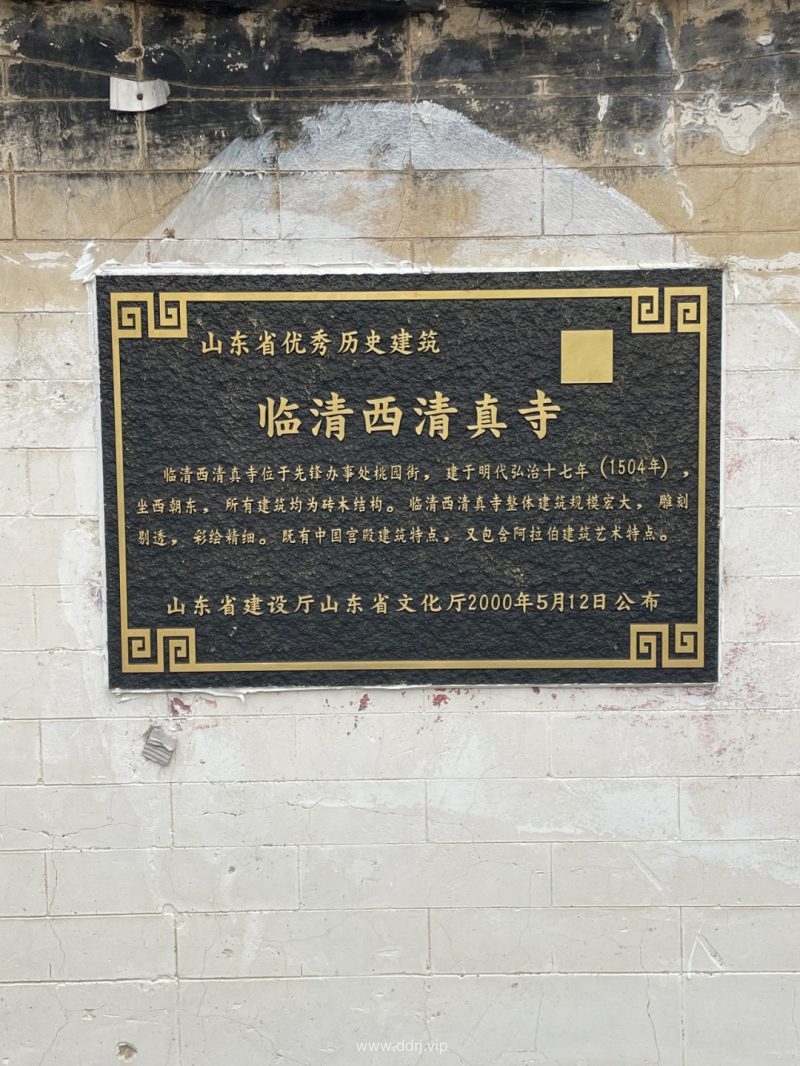 山东省优秀历史建筑
临清西清真寺
临清西清真寺位于先锋办事处桃园街，建于明代弘治十七年（1504年），
坐西朝东，所有建筑均为砖木结构。临清西清真寺整体建筑规模宏大，雕刻
剔透，彩绘精细。既有中国宫殿建筑特点，又包含阿拉伯建筑艺术特点。
山东省建设厅山东省文化厅2000年5月12日公布
www.ddrj.vip